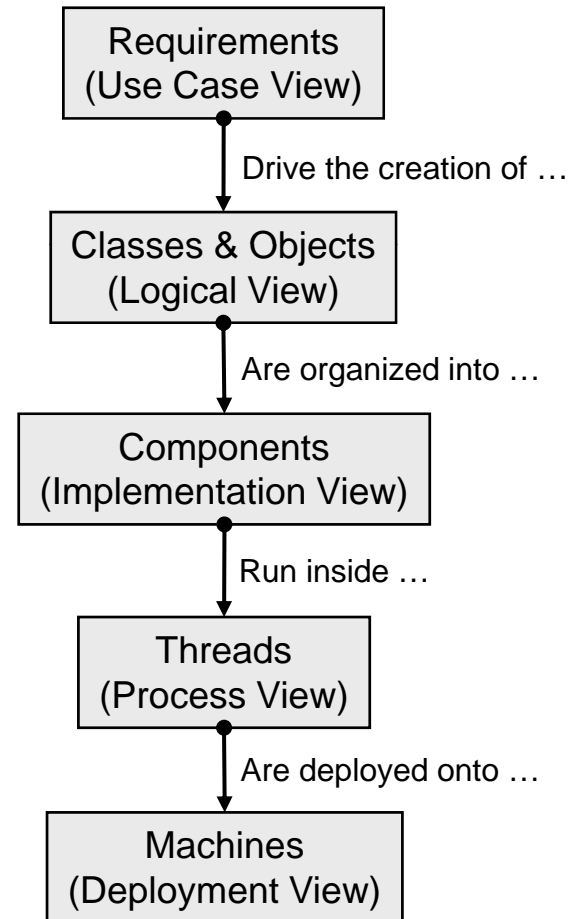 Requirements
(Use Case View)
Drive the creation of …
Classes & Objects
(Logical View)
Are organized into …
Components
(Implementation View)
Run inside …
Threads
(Process View)
Are deployed onto …
Machines
(Deployment View)